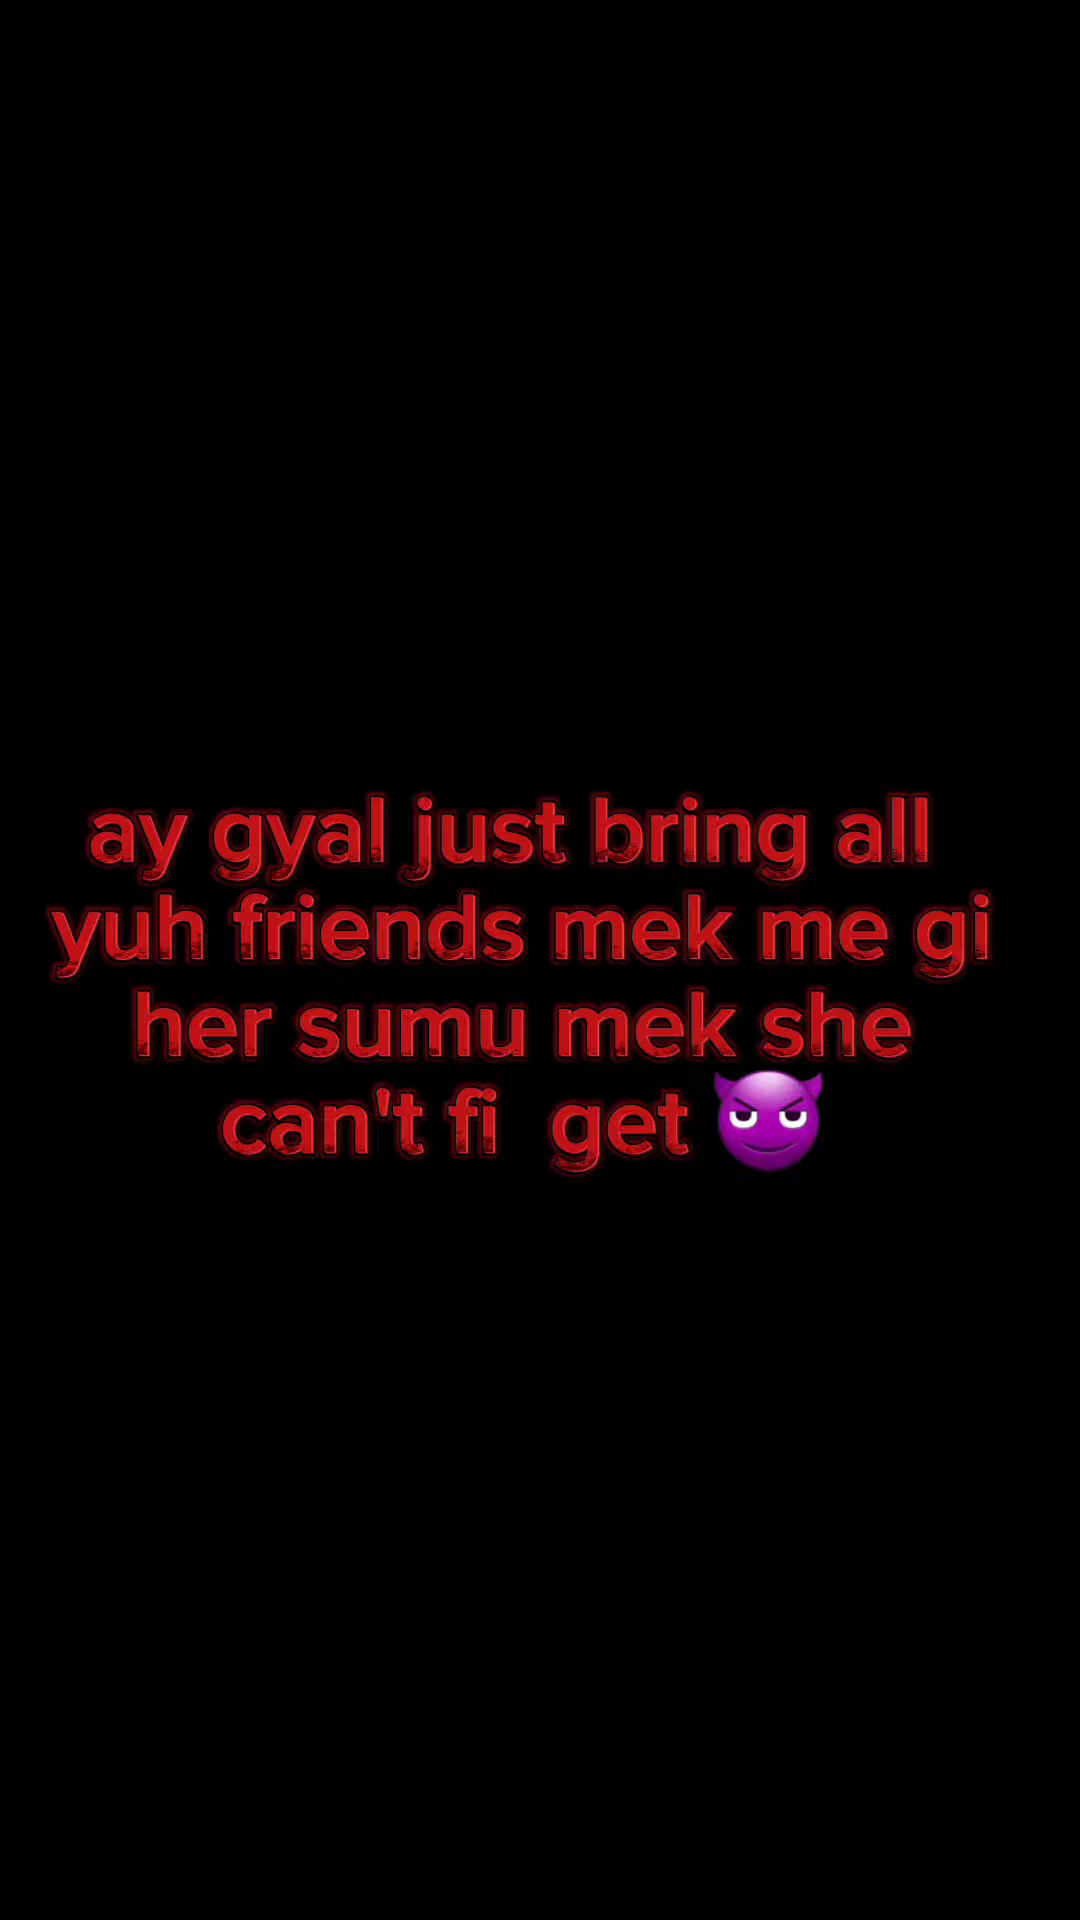 ay gyal just bring all
yuh friends mek me gi
her sumu mek she
can't fi get 😈